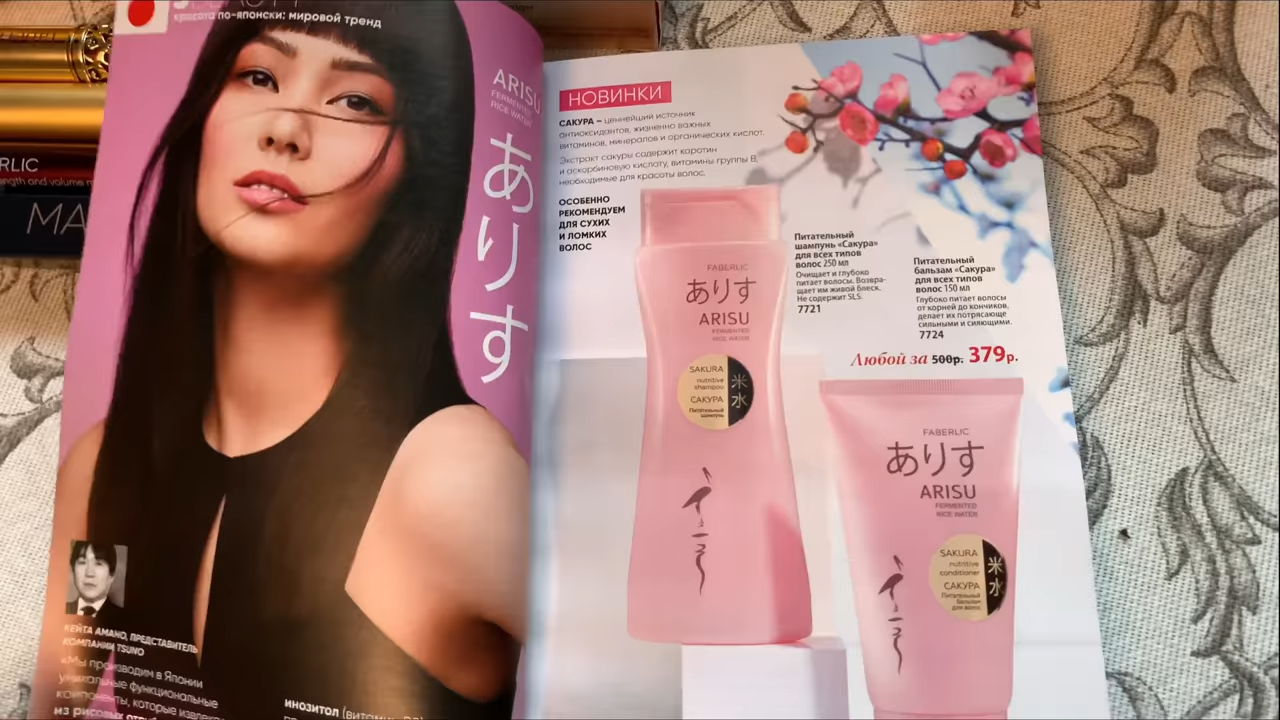 красота по-японски: мировой тренд
ARISU
FERMENTED
RICE WATER
ありす
КЕЙТА АМАНО, ПРЕДСТАВИТЕЛЬ
КОМПАНИИ TSUNO
«Мы производим в Японии
уникальные функциональные
компоненты, которые
из рисовых
ИНОЗИТОЛ
MA
НОВИНКИ
САКУРА – ценнейший источник
антиоксидантов, жизненно важных
витаминов, минералов и органических кислот.
Экстракт сакуры содержит каротин
и аскорбиновую кислоту, витамины группы В,
необходимые для красоты волос.
ОСОБЕННО
РЕКОМЕНДУЕМ
ДЛЯ СУХИХ
И ЛОМКИХ
ВОЛОС
Питательный
шампунь «Сакура»
для всех типов
волос 250 мл
Очищает и глубоко
питает волосы. Возвра-
щает им живой блеск.
Не содержит SLS.
7721
Питательный
бальзам «Сакура»
для всех типов
волос 150 мл
Глубоко питает волосы
от корней до кончиков,
делает их потрясающе
сильными и сияющими.
7724
Любой за 500р. 379р.
FABERLIC
ありす
ARISU
FERMENTED
RICE WATER
SAKURA
nutritive
shampoo
САКУРА
Питательный
шампунь
米水
FABERLIC
ありす
ARISU
FERMENTED
RICE WATER
SAKURA
nutritive
conditioner
САКУРА
Питательный
бальзам
для волос
米水